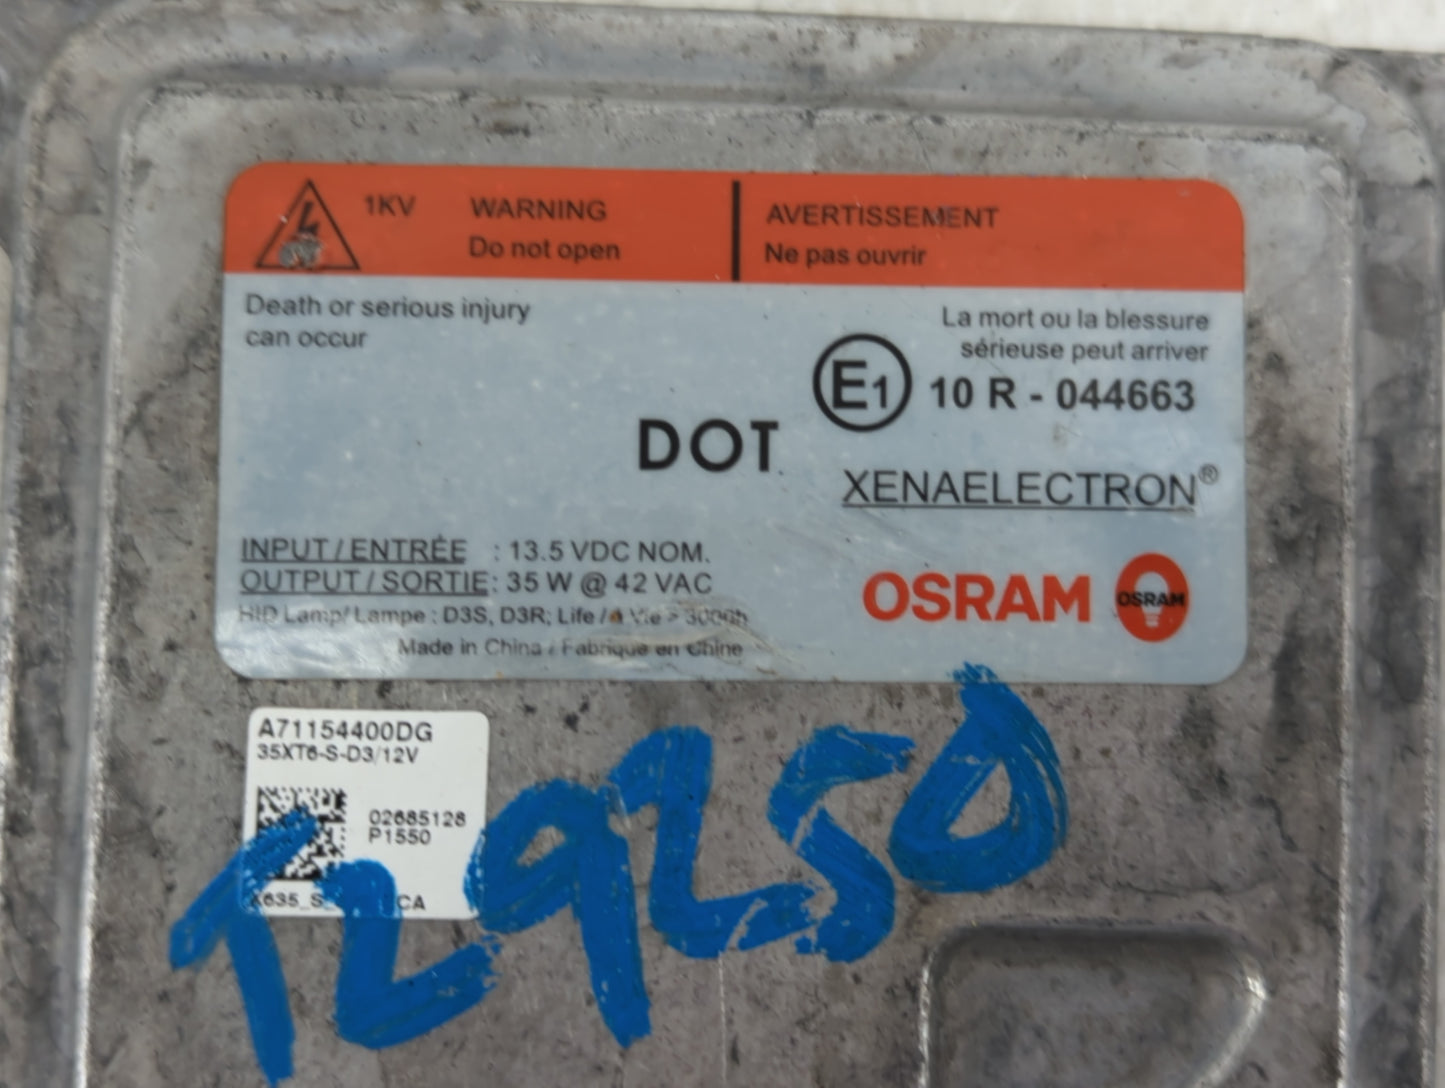 1KV
WARNING
Do not open
AVERTISSEMENT
Ne pas ouvrir
Death or serious injury
can occur
La mort ou la blessure
sérieuse peut arriver
E1 10 R - 044663
DOT
XENAELECTRON®
INPUT / ENTRÉE : 13.5 VDC NOM.
OUTPUT / SORTIE : 35 W @ 42 VAC
HID Lamp/ Lampe : D3S, D3R; Life / à Vie > 3000h
Made in China / Fabriqué en Chine
OSRAM
OSRAM
A71154400DG
35XT6-S-D3/12V
02685128
P1550
CA